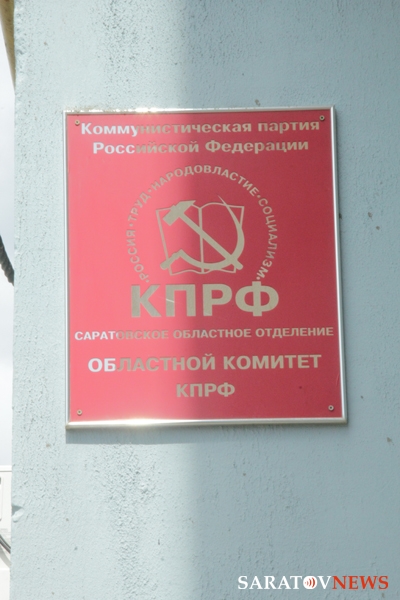 Коммунистическая партия
Российской Федерации
РОССИЯ·ТРУД·НАРОДОВЛАСТИЕ·СОЦИАЛИЗМ·
КПРФ
САРАТОВСКОЕ ОБЛАСТНОЕ ОТДЕЛЕНИЕ
ОБЛАСТНОЙ КОМИТЕТ
КПРФ
SARATOVNEWS